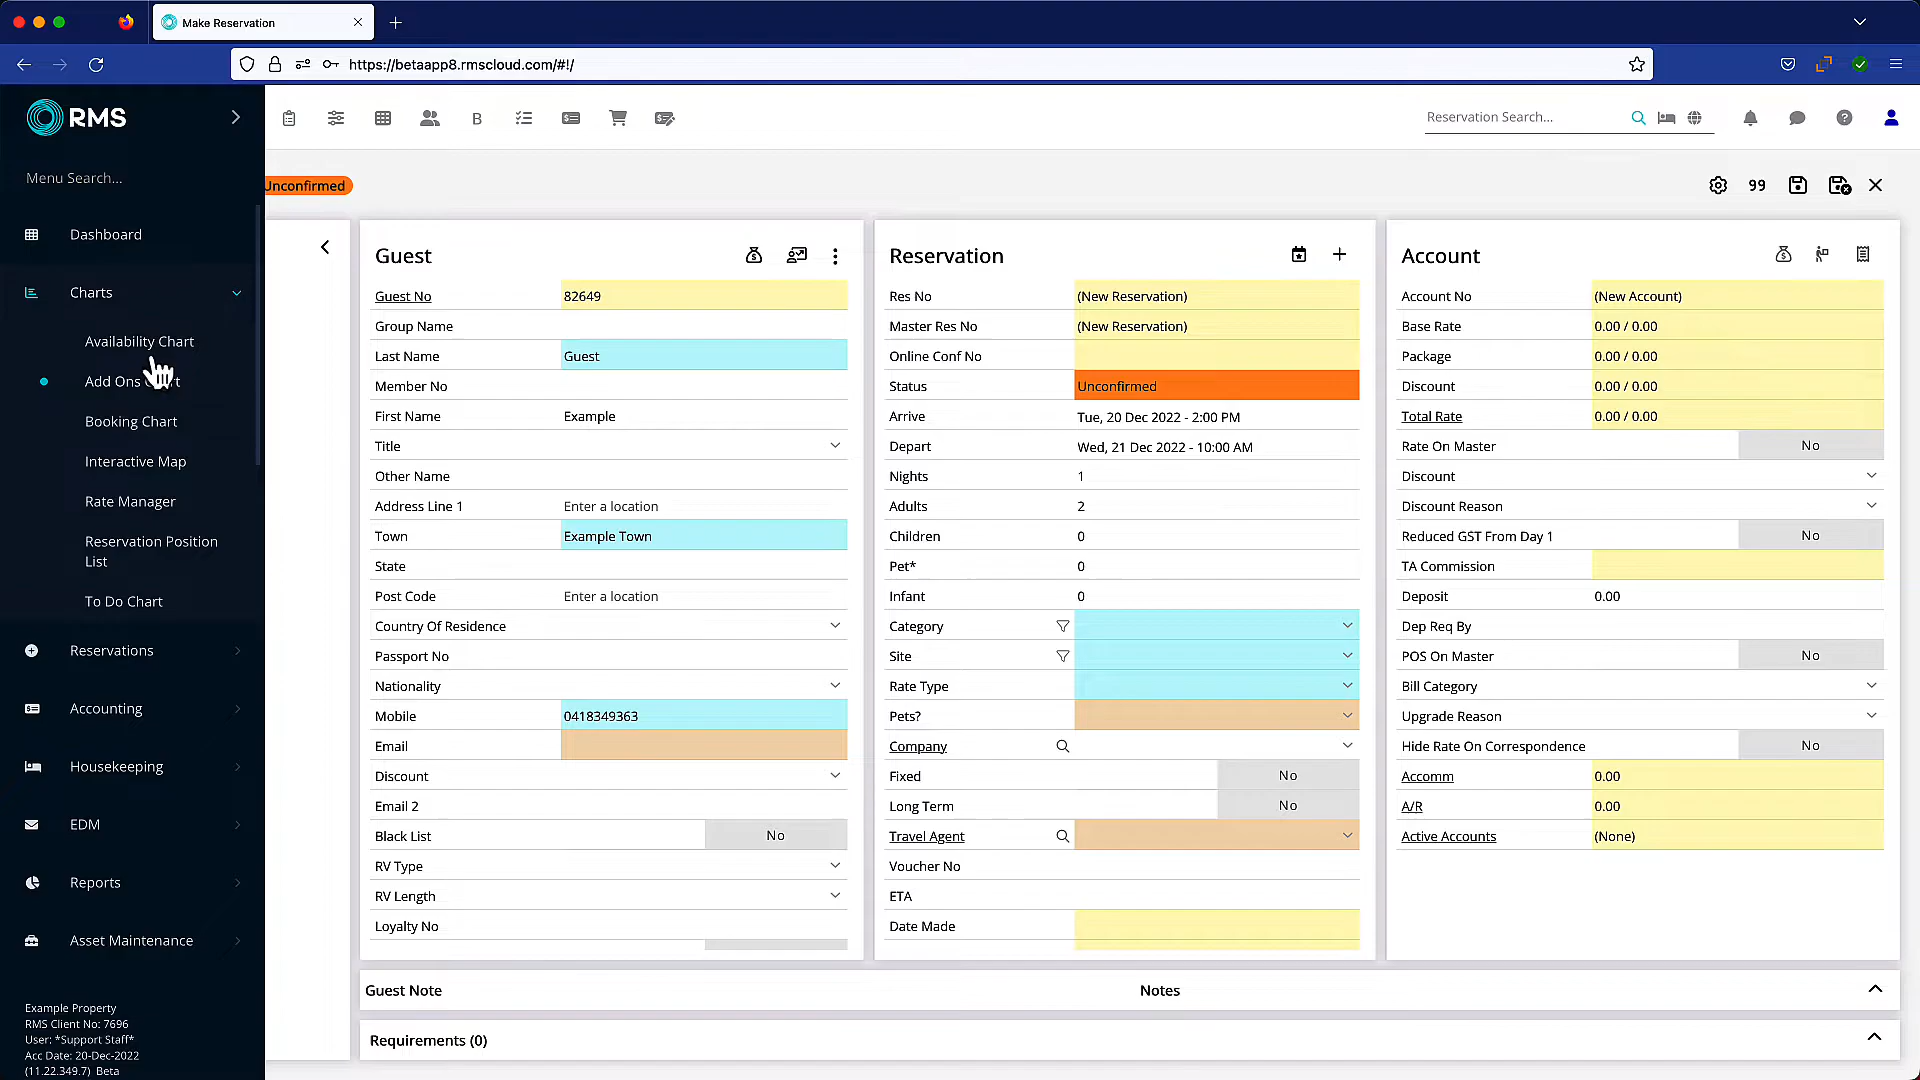 Make Reservation
https://betaapp8.rmscloud.com/#!/
RMS
Menu Search...
Dashboard
Charts
Availability Chart
Add Ons
Booking Chart
Interactive Map
Rate Manager
Reservation Position
List
To Do Chart
Reservations
Accounting
Housekeeping
EDM
Reports
Asset Maintenance
Example Property
RMS Client No: 7696
User: *Support Staff*
Acc Date: 20-Dec-2022
(11.22.349.7) Beta
B
Reservation Search...
Unconfirmed
99
Guest
Guest No 82649
Group Name
Last Name Guest
Member No
First Name Example
Title
Other Name
Address Line 1 Enter a location
Town Example Town
State
Post Code Enter a location
Country Of Residence
Passport No
Nationality
Mobile 0418349363
Email
Discount
Email 2
Black List No
RV Type
RV Length
Loyalty No
Reservation
Res No (New Reservation)
Master Res No (New Reservation)
Online Conf No
Status Unconfirmed
Arrive Tue, 20 Dec 2022 - 2:00 PM
Depart Wed, 21 Dec 2022 - 10:00 AM
Nights 1
Adults 2
Children 0
Pet* 0
Infant 0
Category
Site
Rate Type
Pets?
Company
Fixed No
Long Term No
Travel Agent
Voucher No
ETA
Date Made
Account
Account No (New Account)
Base Rate 0.00 / 0.00
Package 0.00 / 0.00
Discount 0.00 / 0.00
Total Rate 0.00 / 0.00
Rate On Master No
Discount
Discount Reason
Reduced GST From Day 1 No
TA Commission
Deposit 0.00
Dep Req By
POS On Master No
Bill Category
Upgrade Reason
Hide Rate On Correspondence No
Accomm 0.00
A/R 0.00
Active Accounts (None)
Guest Note Notes
Requirements (0)